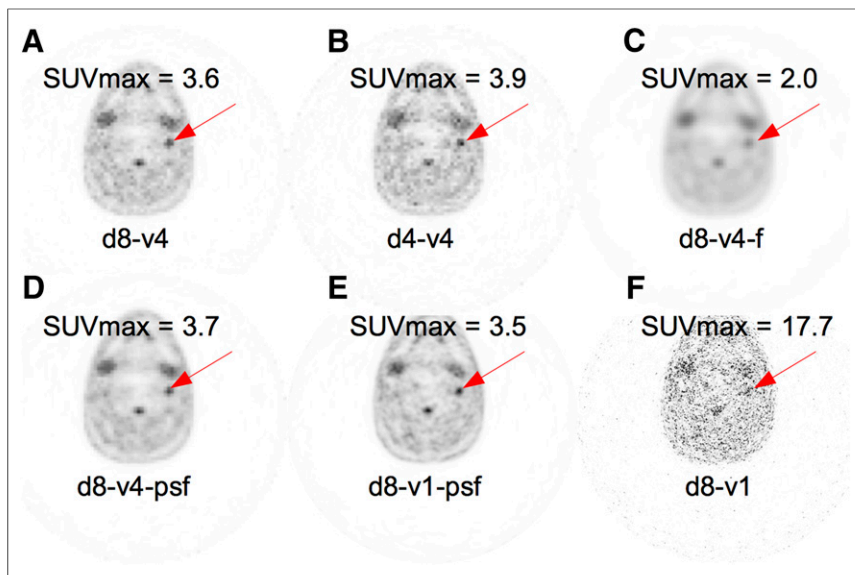 A
SUVmax = 3.6
d8-v4
B
SUVmax = 3.9
d4-v4
C
SUVmax = 2.0
d8-v4-f
D
SUVmax = 3.7
d8-v4-psf
E
SUVmax = 3.5
d8-v1-psf
F
SUVmax = 17.7
d8-v1